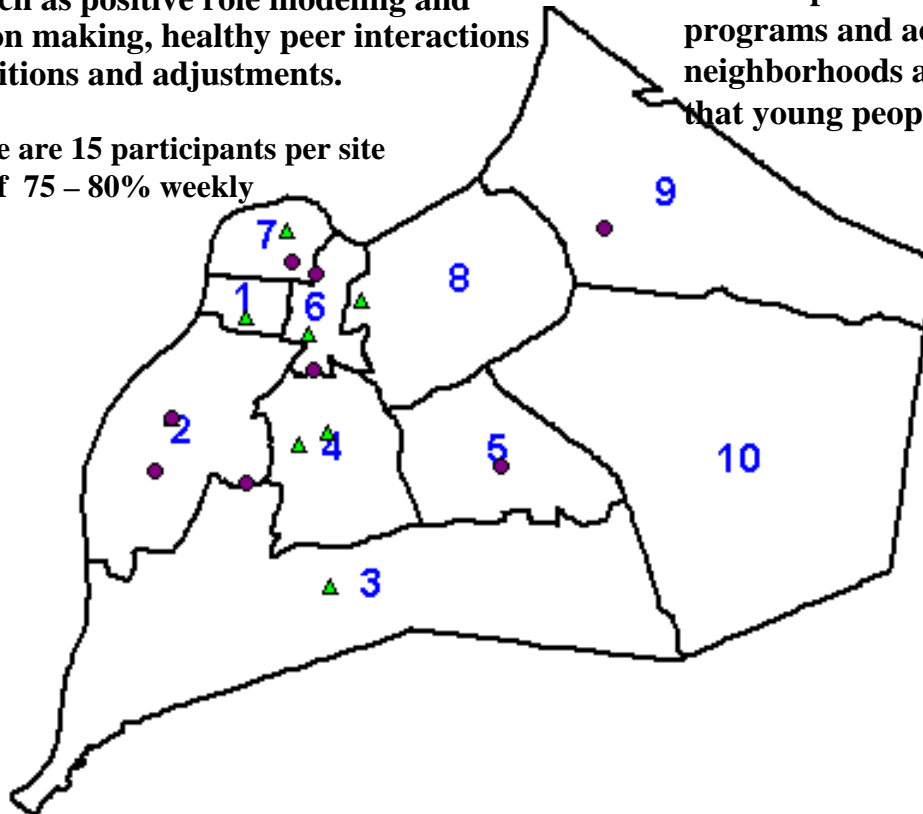 ch as positive role modeling and
on making, healthy peer interactions
itions and adjustments.
e are 15 participants per site
f 75 – 80% weekly
programs and ac
neighborhoods a
that young peop
9
7
8
1
6
2
4
5
10
3